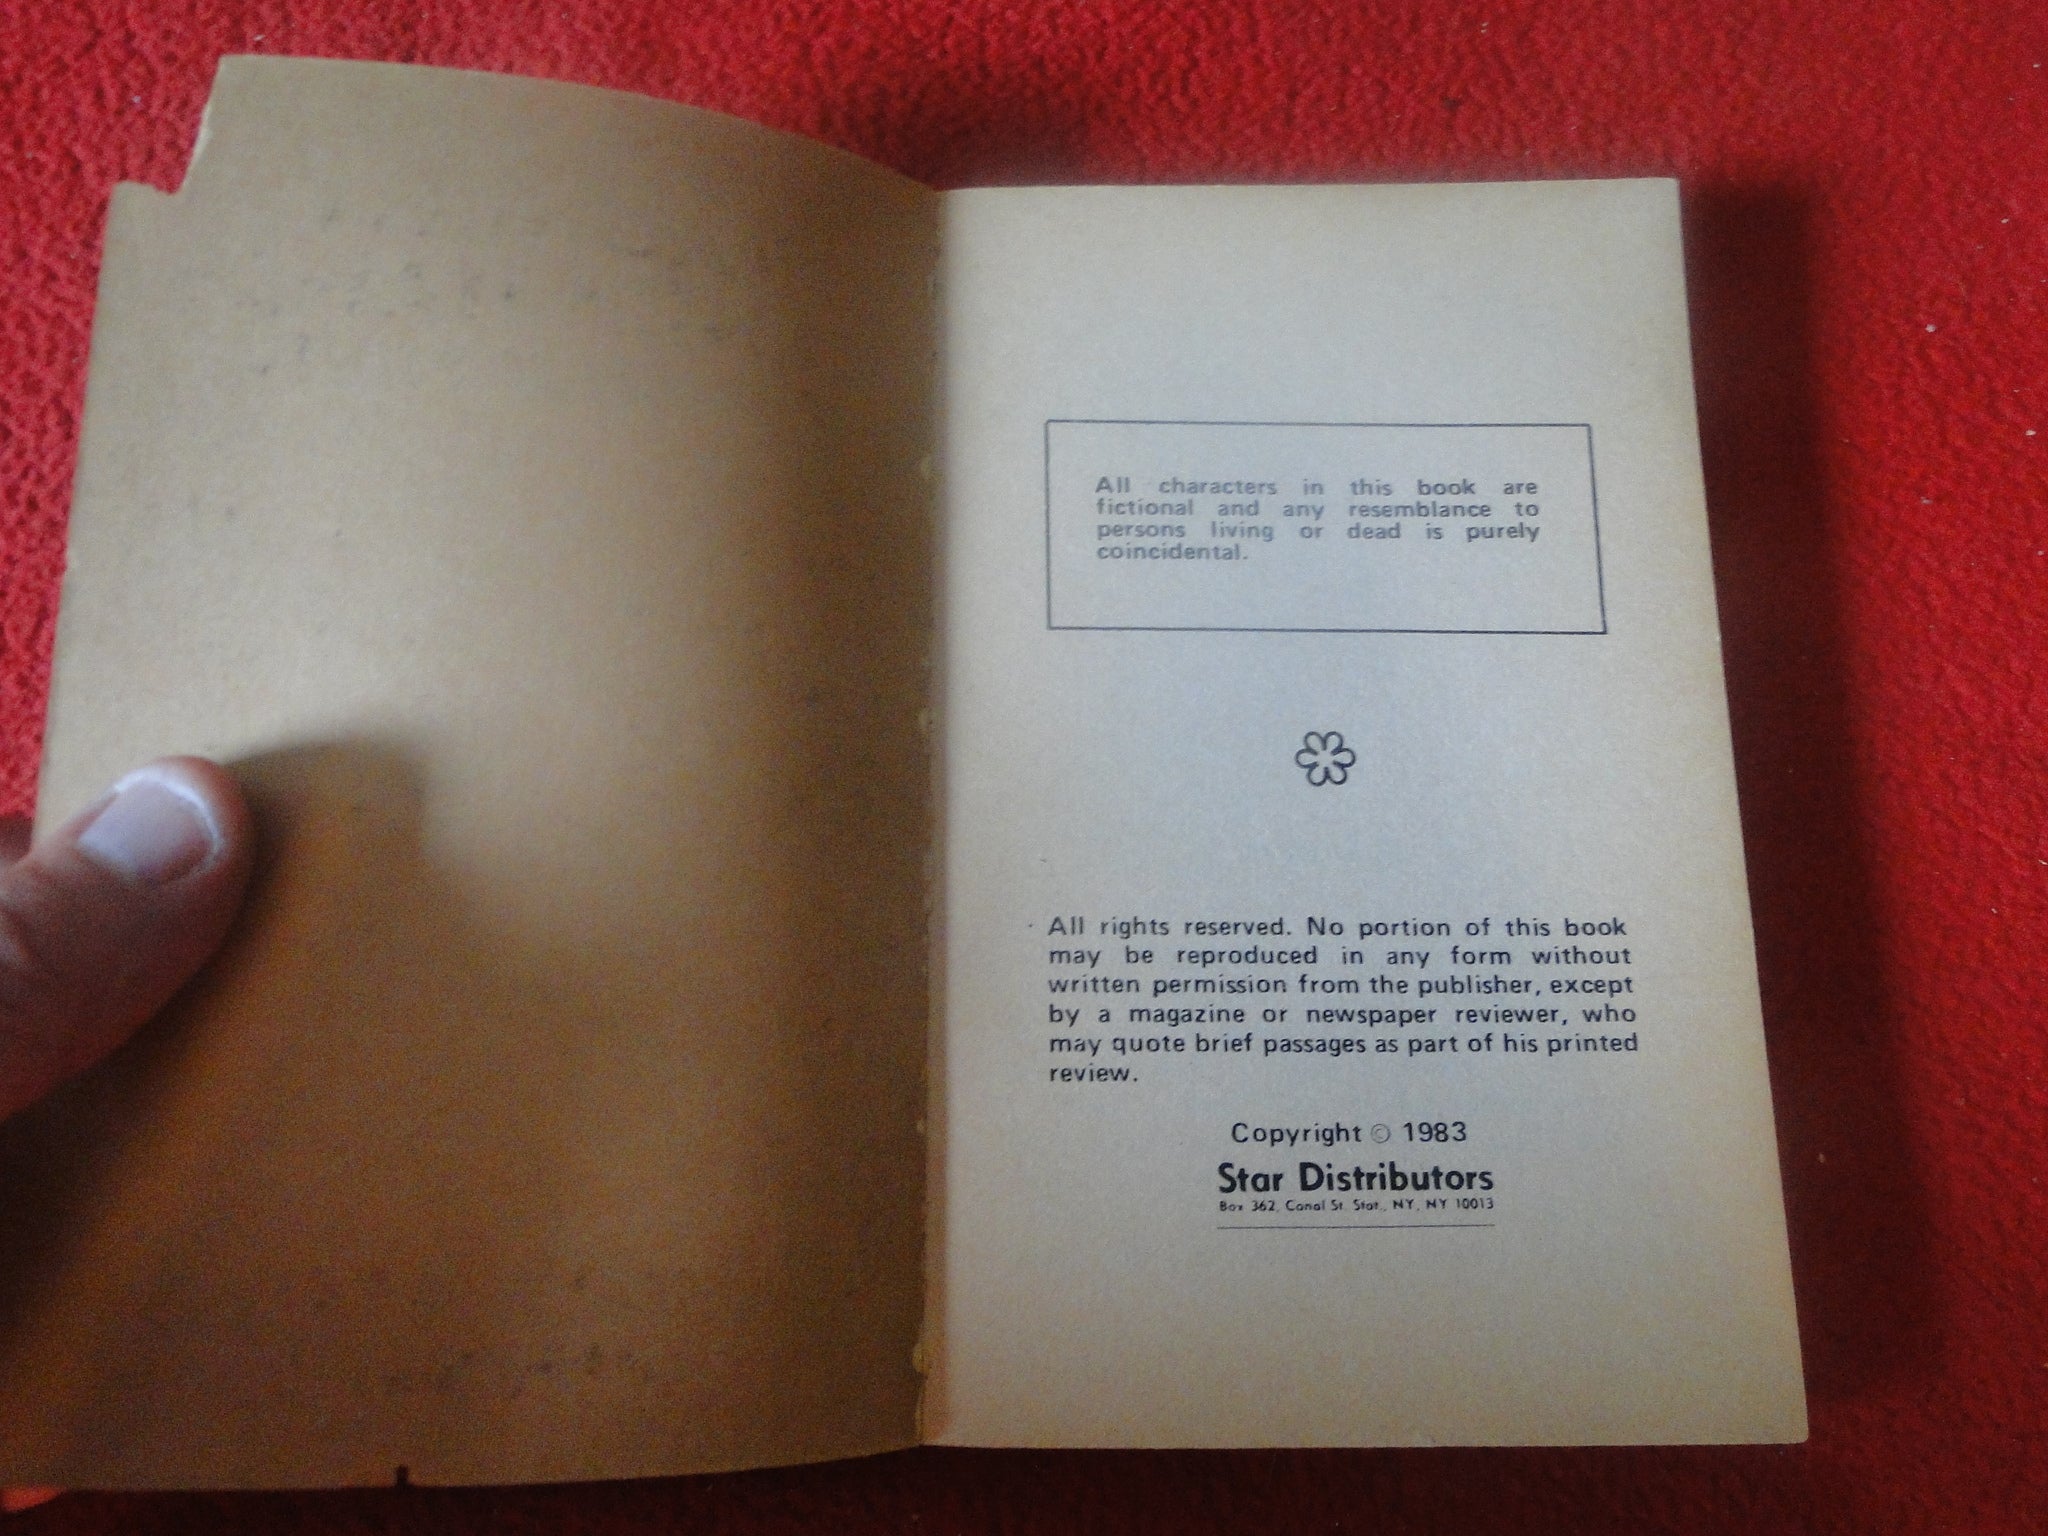 All characters in this book are
fictional and any resemblance to
persons living or dead is purely
coincidental.
All rights reserved. No portion of this book
may be reproduced in any form without
written permission from the publisher, except
by a magazine or newspaper reviewer, who
may quote brief passages as part of his printed
review.
Copyright © 1983
Star Distributors
Box 362, Canal St. Stat., NY, NY 10013